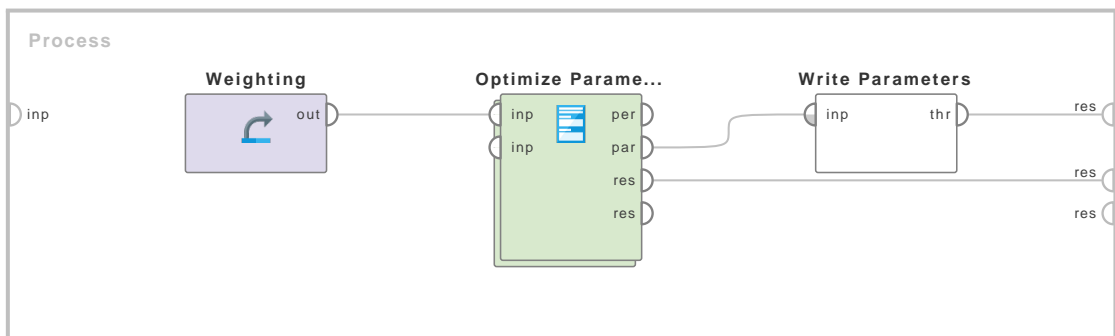 Process
Weighting
Optimize Parame...
Write Parameters
inp
out
inp
per
inp
thr
res
inp
par
res
res
res
res